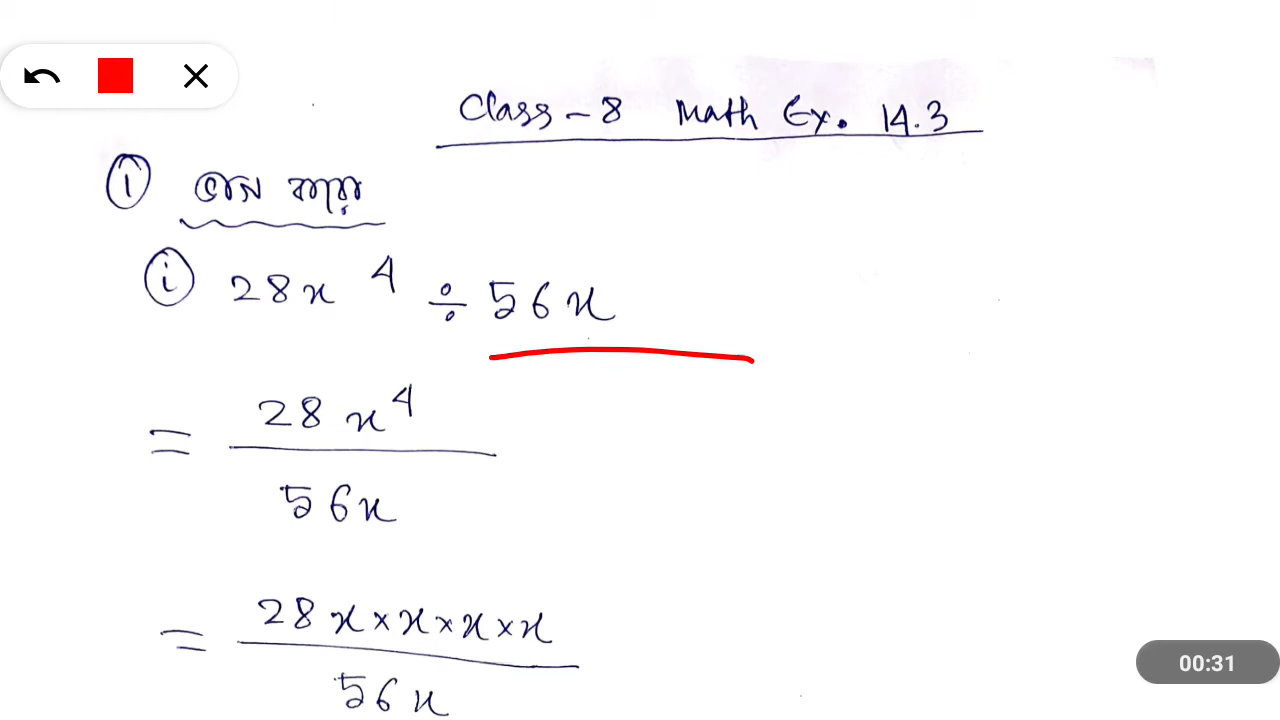 Class – 8 Math Ex. 14.3
① ভাগ করো
ⓘ 28x⁴ ÷ 56x
= 28x⁴
56x
= 28x × x × x × x
56x
00:31